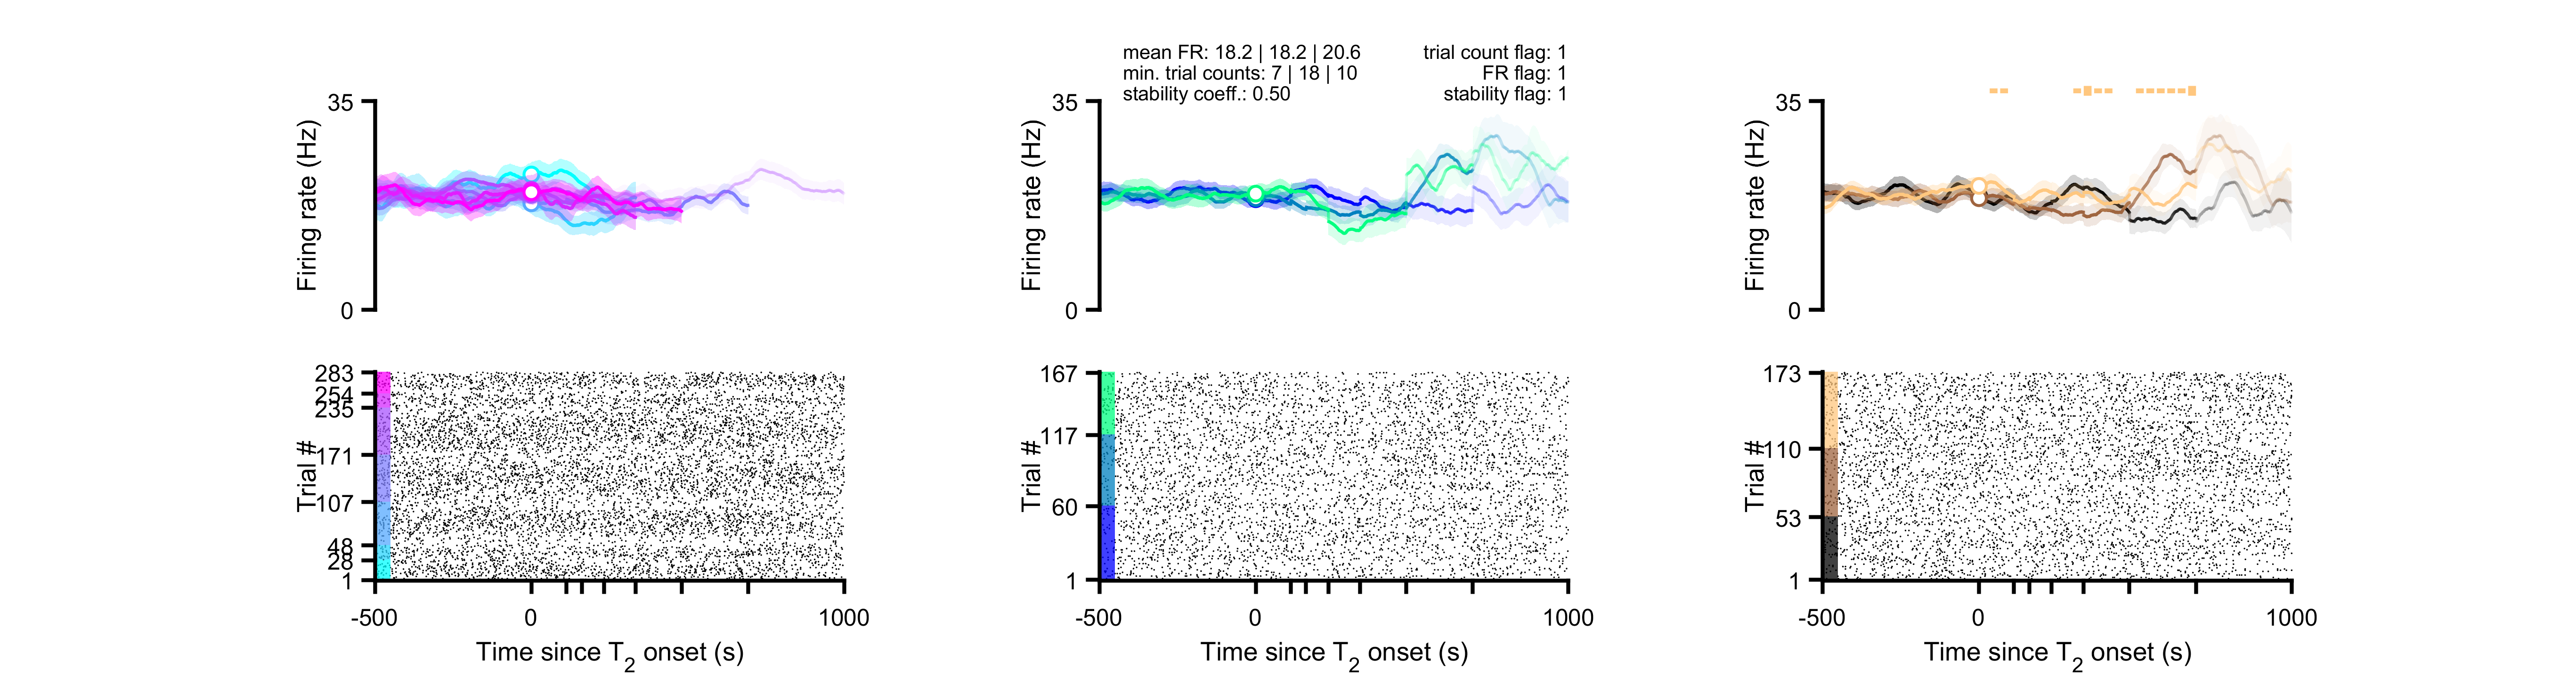 mean FR: 18.2 | 18.2 | 20.6
min. trial counts: 7 | 18 | 10
stability coeff.: 0.50
trial count flag: 1
FR flag: 1
stability flag: 1
35
Firing rate (Hz)
0
35
Firing rate (Hz)
0
35
Firing rate (Hz)
0
283
254
235
171
107
48
28
1
Trial #
-500
0
1000
Time since T2 onset (s)
167
117
60
1
Trial #
-500
0
1000
Time since T2 onset (s)
173
110
53
1
Trial #
-500
0
1000
Time since T2 onset (s)